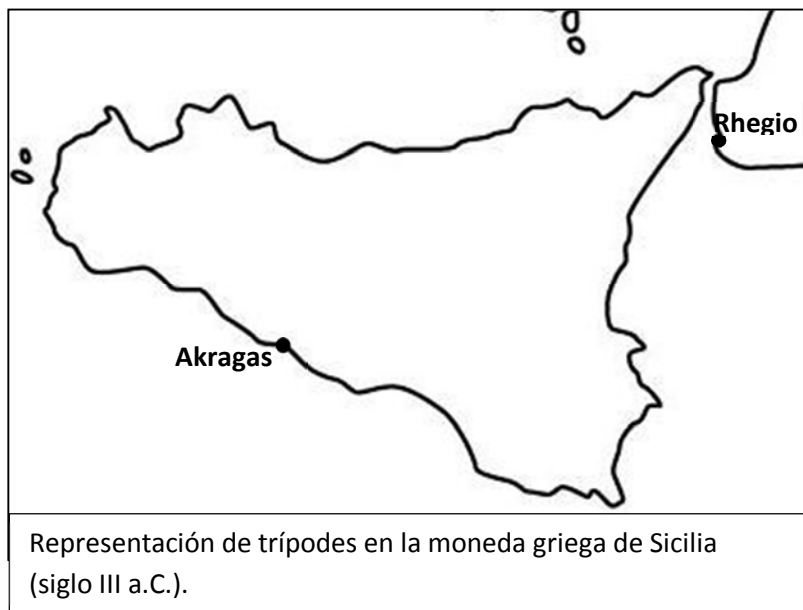 Rhegio
Akragas
Representación de trípodes en la moneda griega de Sicilia
(siglo III a.C.).